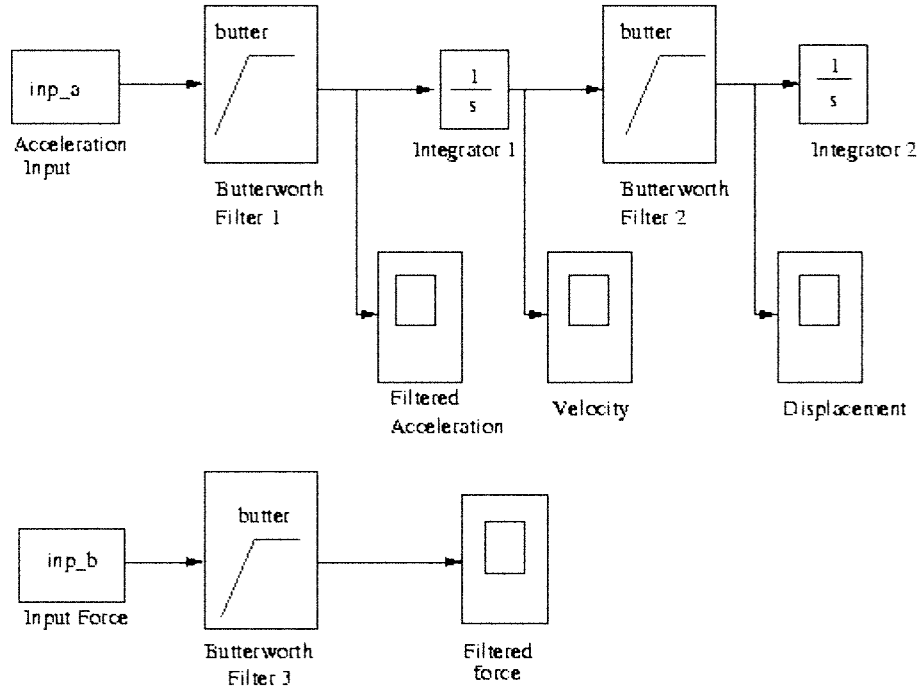 butter
butter
inp_a
1
s
1
s
Acceleration
Input
Integrator 1
Integrator 2
Butterworth
Filter 1
Butterworth
Filter 2
Filtered
Acceleration
Velocity
Displacement
butter
inp_b
Input Force
Butterworth
Filter 3
Filtered
force